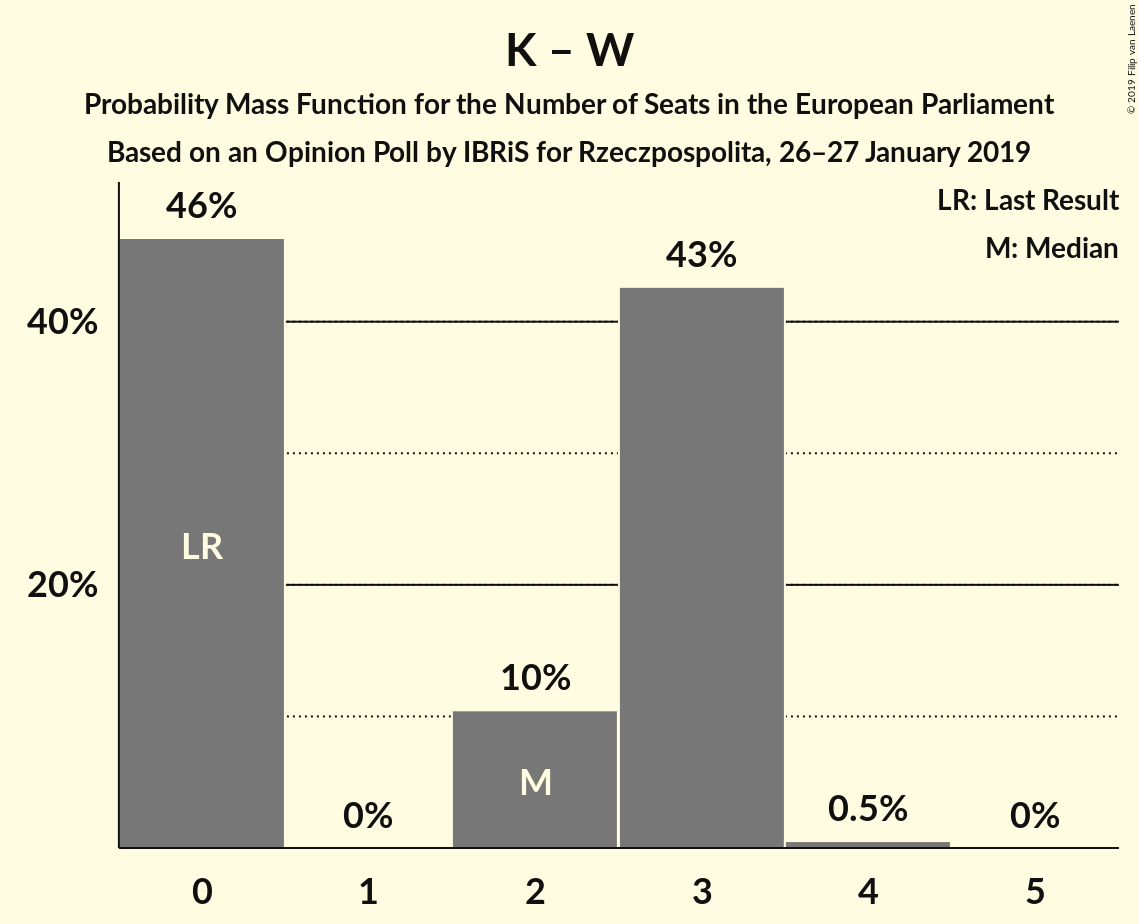 K – W
Probability Mass Function for the Number of Seats in the European Parliament
Based on an Opinion Poll by IBRiS for Rzeczpospolita, 26–27 January 2019
© 2019 Filip van Laenen
LR: Last Result
M: Median
46%
43%
40%
LR
20%
10%
M
0%
0.5%
0%
0 1 2 3 4 5